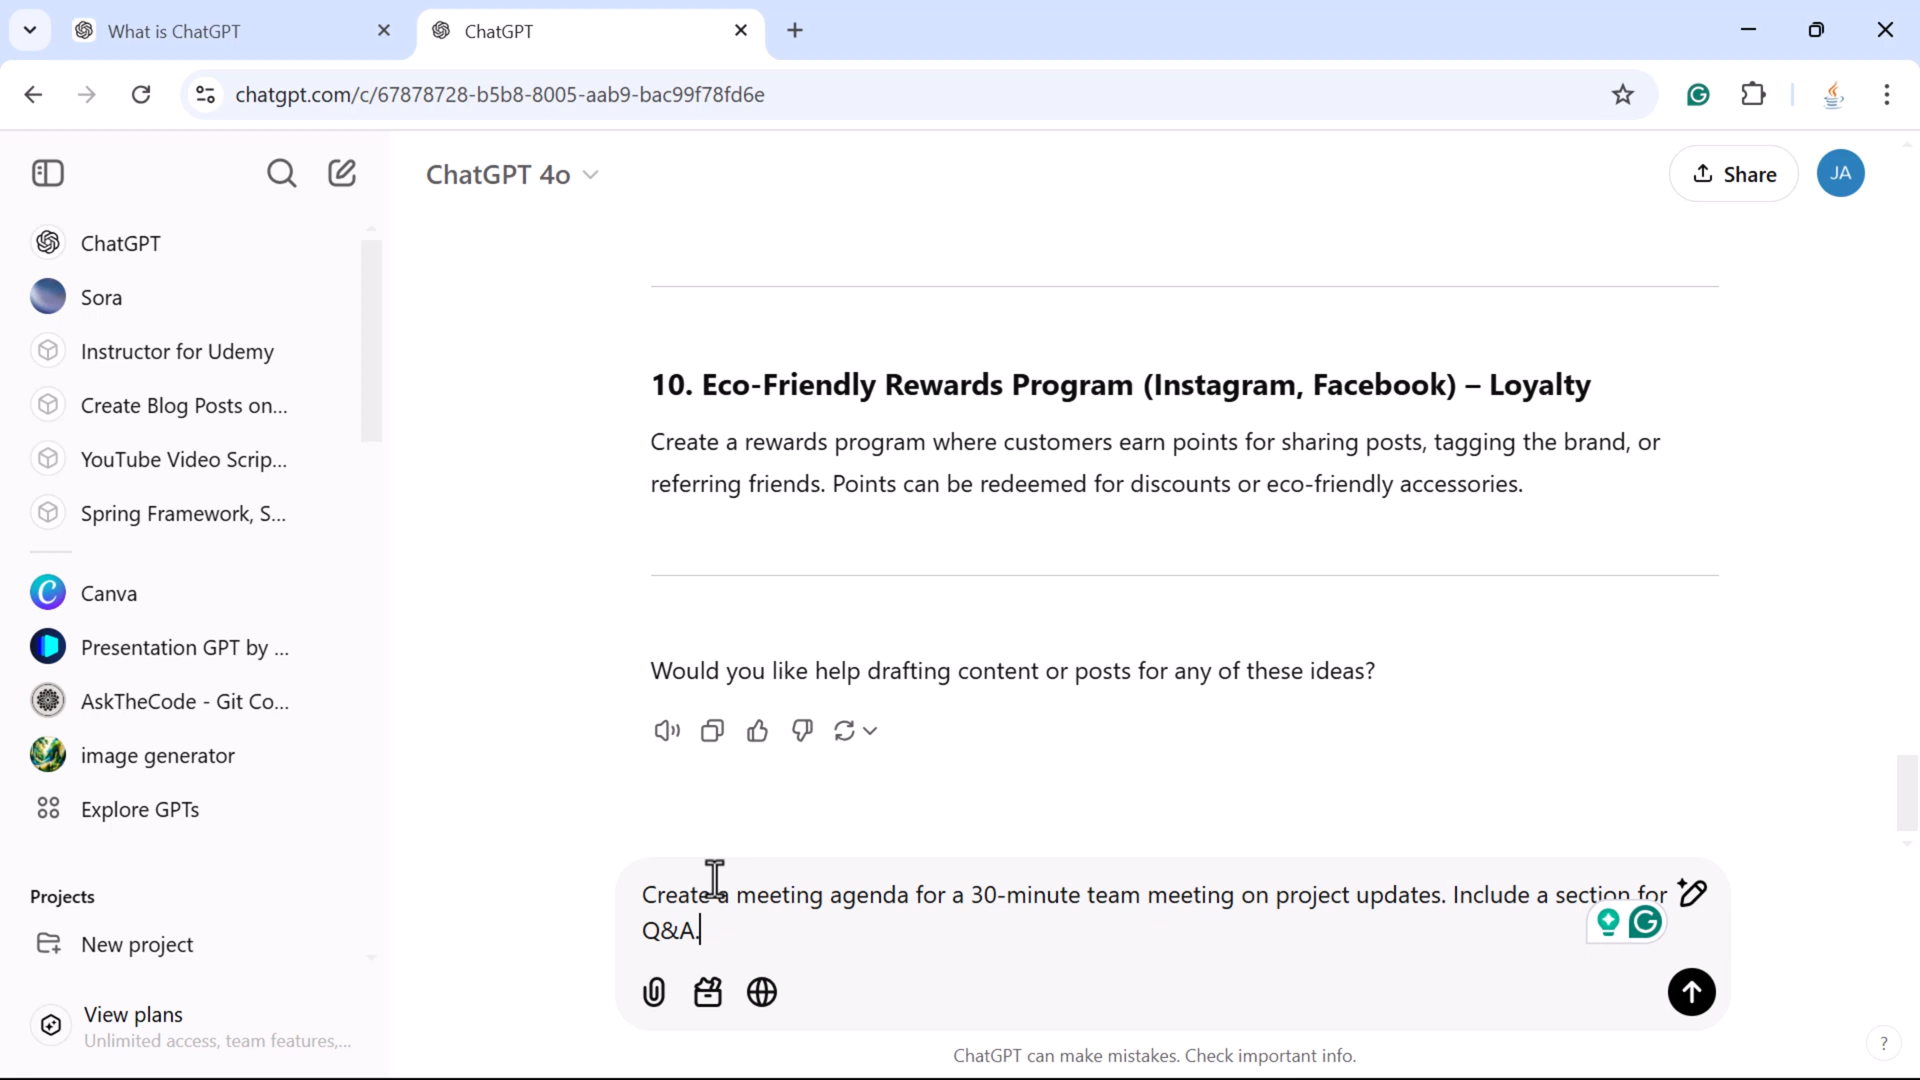 What is ChatGPT
ChatGPT
chatgpt.com/c/67878728-b5b8-8005-aab9-bac99f78fd6e
ChatGPT 4o
Share
JA
ChatGPT
Sora
Instructor for Udemy
Create Blog Posts on...
YouTube Video Scrip...
Spring Framework, S...
Canva
Presentation GPT by ...
AskTheCode - Git Co...
image generator
Explore GPTs
Projects
New project
View plans
Unlimited access, team features,...
10. Eco-Friendly Rewards Program (Instagram, Facebook) – Loyalty
Create a rewards program where customers earn points for sharing posts, tagging the brand, or
referring friends. Points can be redeemed for discounts or eco-friendly accessories.
Would you like help drafting content or posts for any of these ideas?
Create a meeting agenda for a 30-minute team meeting on project updates. Include a section for
Q&A.
ChatGPT can make mistakes. Check important info.
?